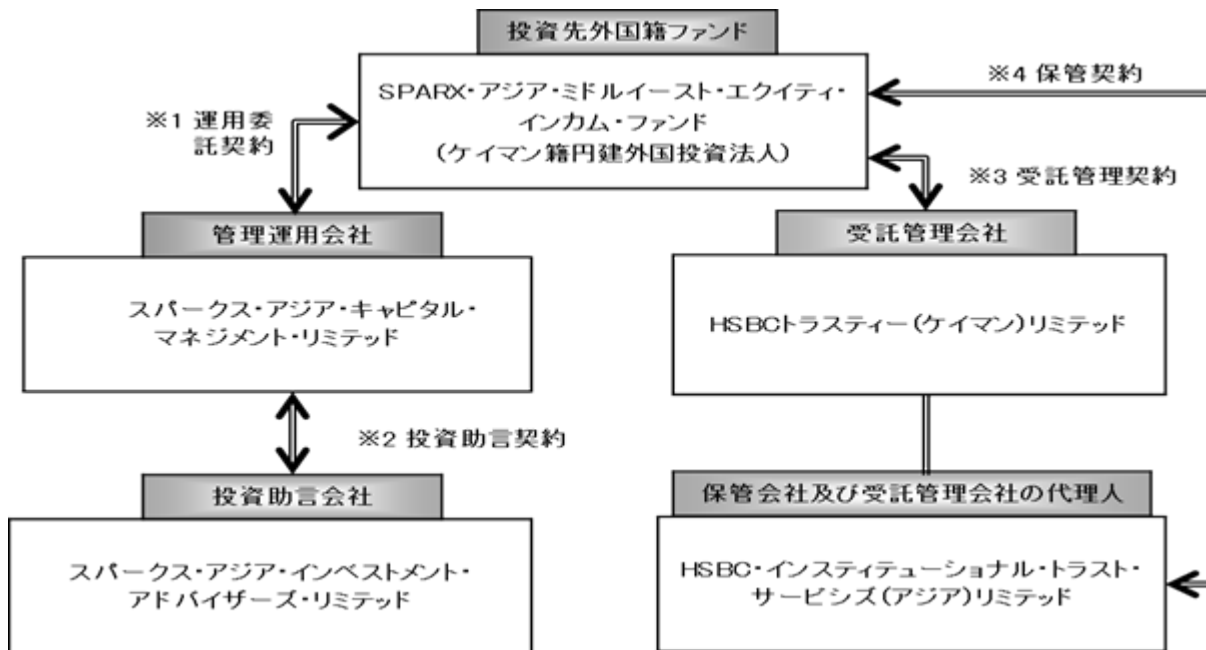 投資先外国籍ファンド
SPARX・アジア・ミドルイースト・エクイティ・
インカム・ファンド
(ケイマン籍円建外国投資法人)
※4 保管契約
※1 運用委
託契約
※3 受託管理契約
管理運用会社
スパークス・アジア・キャピタル・
マネジメント・リミテッド
受託管理会社
HSBCトラスティー(ケイマン)リミテッド
※2 投資助言契約
投資助言会社
スパークス・アジア・インベストメント・
アドバイザーズ・リミテッド
保管会社及び受託管理会社の代理人
HSBC・インスティテューショナル・トラスト・
サービシズ(アジア)リミテッド